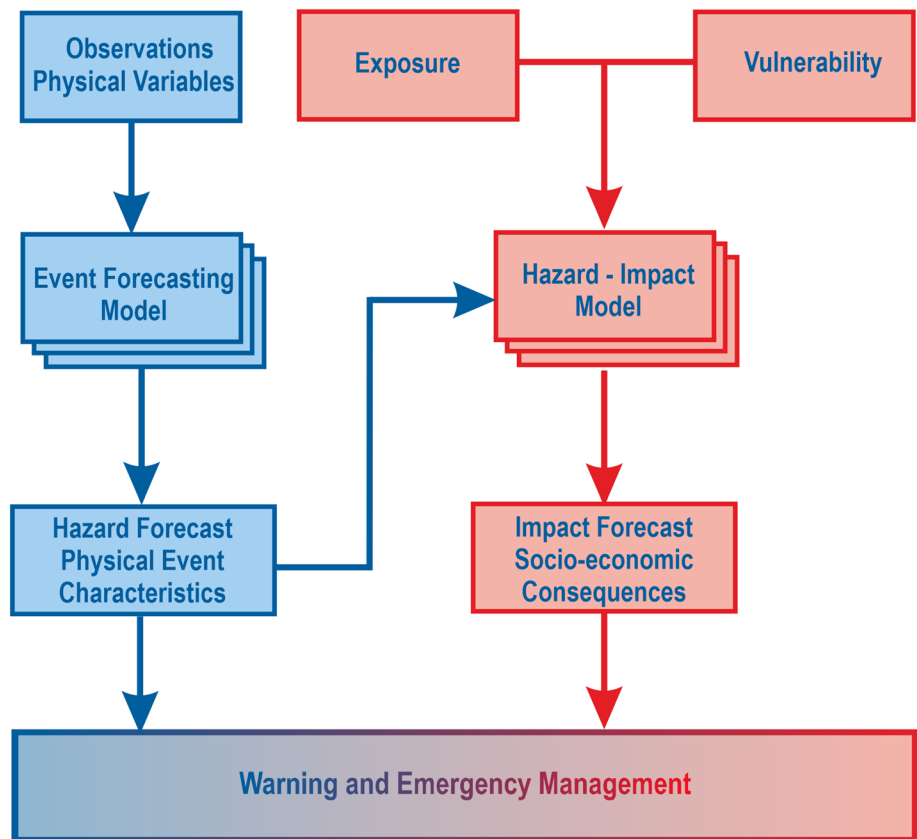 Observations
Physical Variables
Exposure
Vulnerability
Event Forecasting
Model
Hazard - Impact
Model
Hazard Forecast
Physical Event
Characteristics
Impact Forecast
Socio-economic
Consequences
Warning and Emergency Management